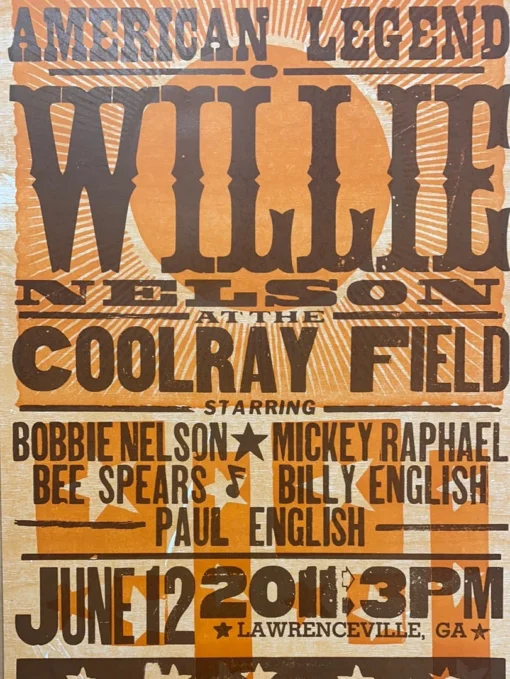 AMERICAN LEGEND
WILLIE
NELSON
AT THE
COOLRAY FIELD
STARRING
BOBBIE NELSON ★ MICKEY RAPHAEL
BEE SPEARS ♪ BILLY ENGLISH
PAUL ENGLISH
JUNE 12 2011 3PM
★ LAWRENCEVILLE, GA ★